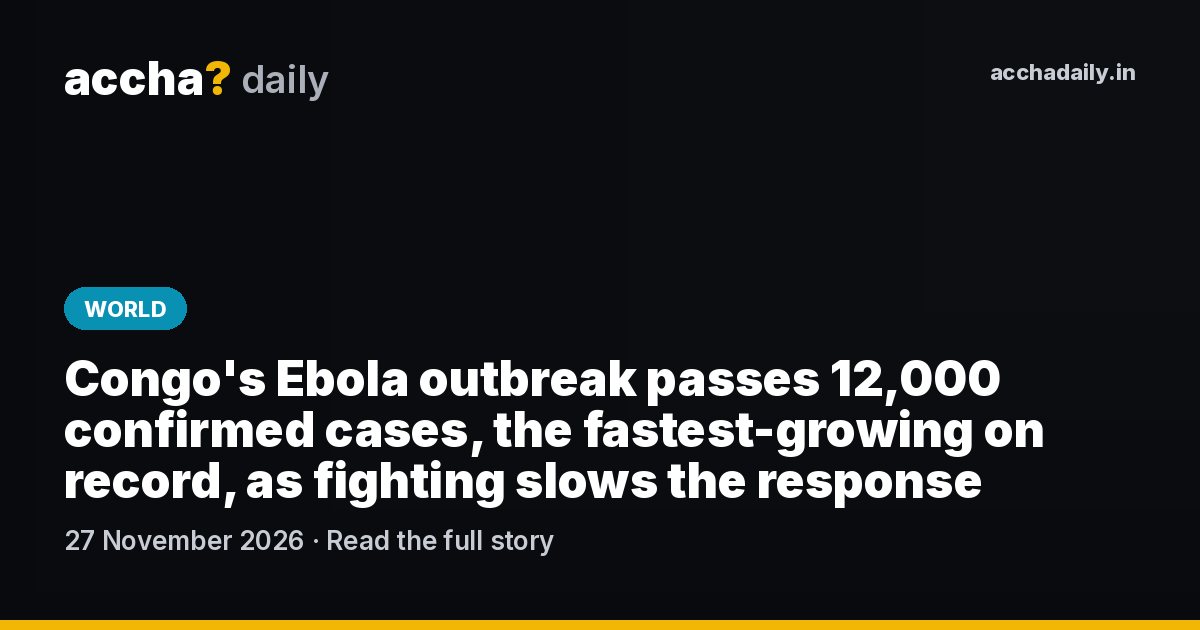 accha? daily
acchadaily.in
WORLD
Congo's Ebola outbreak passes 12,000
confirmed cases, the fastest-growing on
record, as fighting slows the response
27 November 2026 · Read the full story